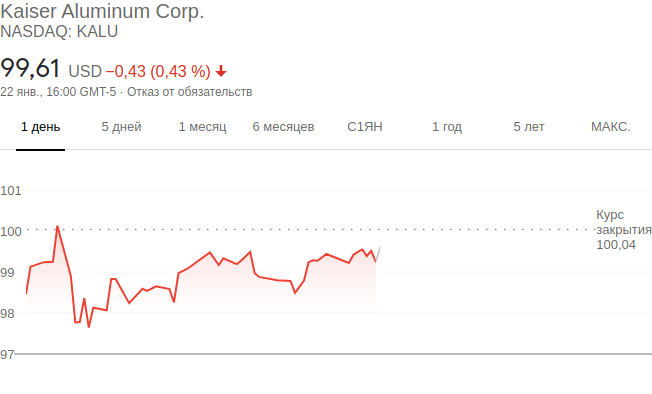 Kaiser Aluminum Corp.
NASDAQ: KALU
99,61 USD −0,43 (0,43 %)
22 янв., 16:00 GMT-5 · Отказ от обязательств
1 день 5 дней 1 месяц 6 месяцев С1ЯН 1 год 5 лет МАКС.
101
Курс
закрытия
100,04
100
99
98
97